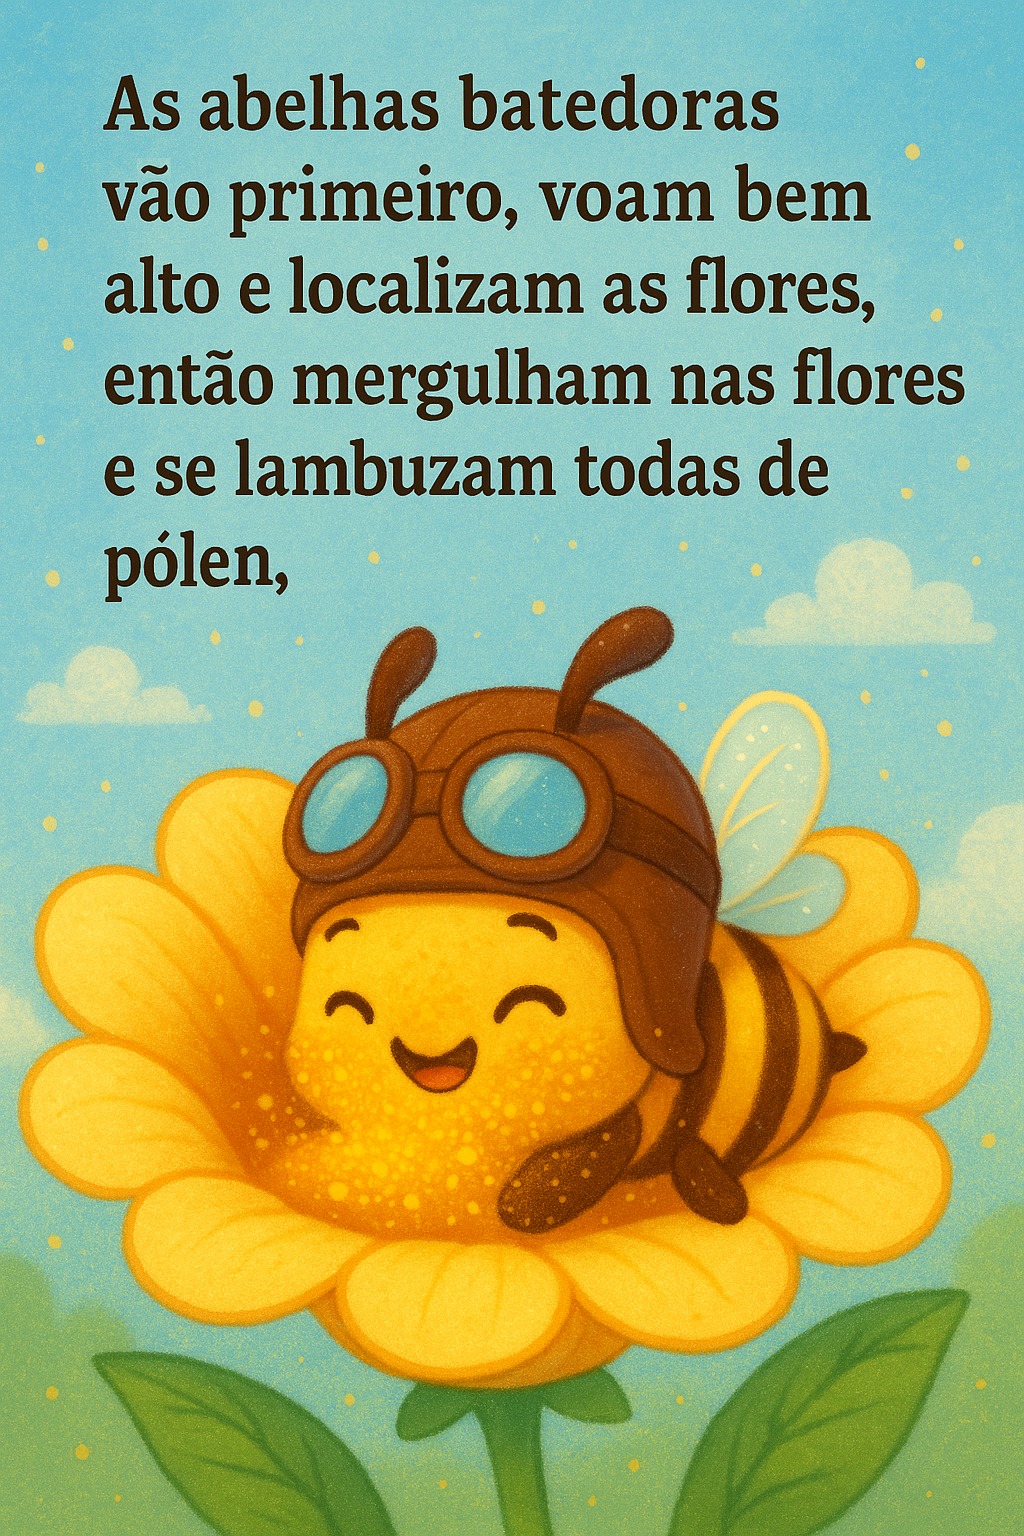 As abelhas batedoras
vão primeiro, voam bem
alto e localizam as flores,
então mergulham nas flores
e se lambuzam todas de
pólen,